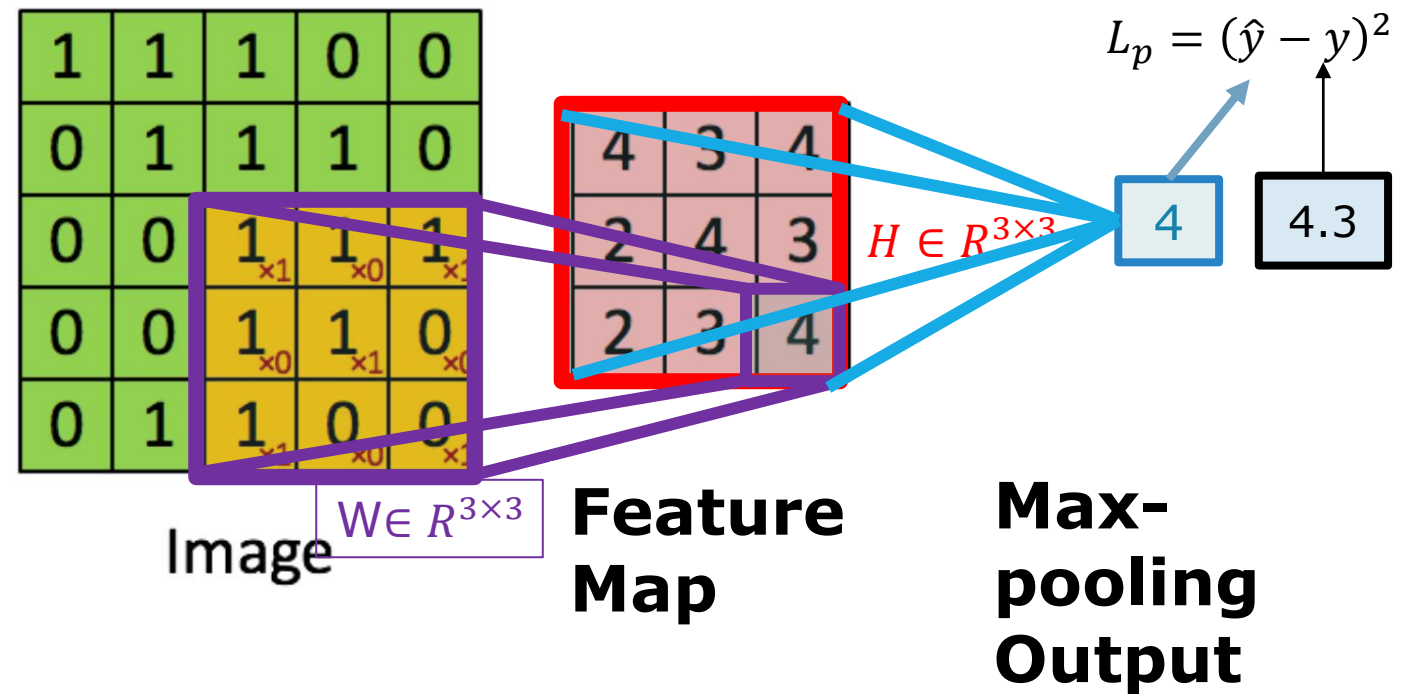 L_p = (ŷ − y)²
1 1 1 0 0
0 1 1 1 0
0 0 1×1 1×0 1×1
0 0 1×0 1×1 0×0
0 1 1×1 0×0 0×1
4 3 4
2 4 3
2 3 4
H ∈ R^{3×3}
4
4.3
W∈ R^{3×3}
Image
Feature
Map
Max-
pooling
Output